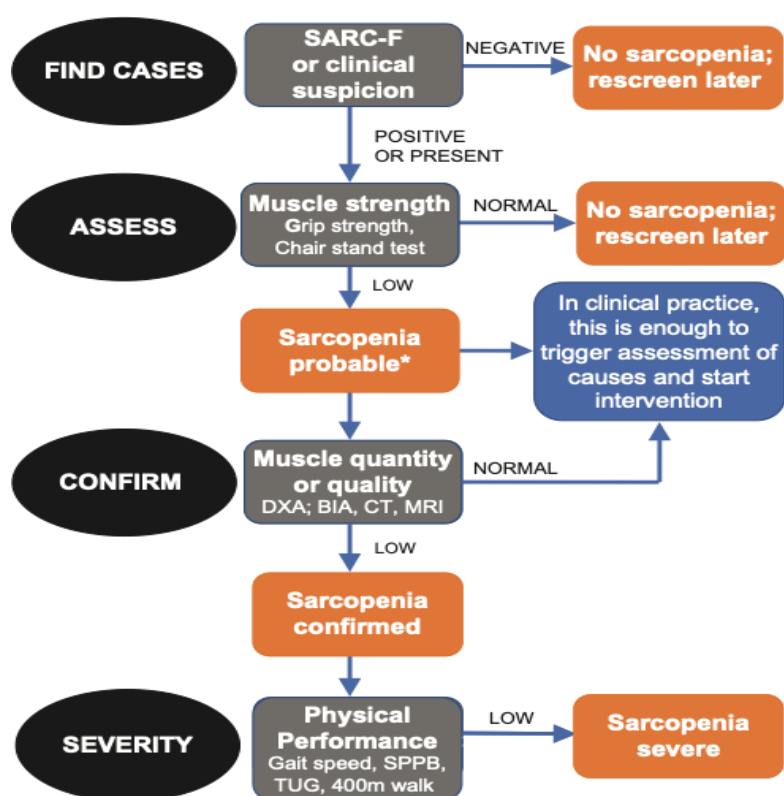 FIND CASES
SARC-F
or clinical
suspicion
NEGATIVE
No sarcopenia;
rescreen later
POSITIVE
OR PRESENT
ASSESS
Muscle strength
Grip strength,
Chair stand test
NORMAL
No sarcopenia;
rescreen later
LOW
Sarcopenia
probable*
In clinical practice,
this is enough to
trigger assessment of
causes and start
intervention
CONFIRM
Muscle quantity
or quality
DXA; BIA, CT, MRI
NORMAL
LOW
Sarcopenia
confirmed
SEVERITY
Physical
Performance
Gait speed, SPPB,
TUG, 400m walk
LOW
Sarcopenia
severe